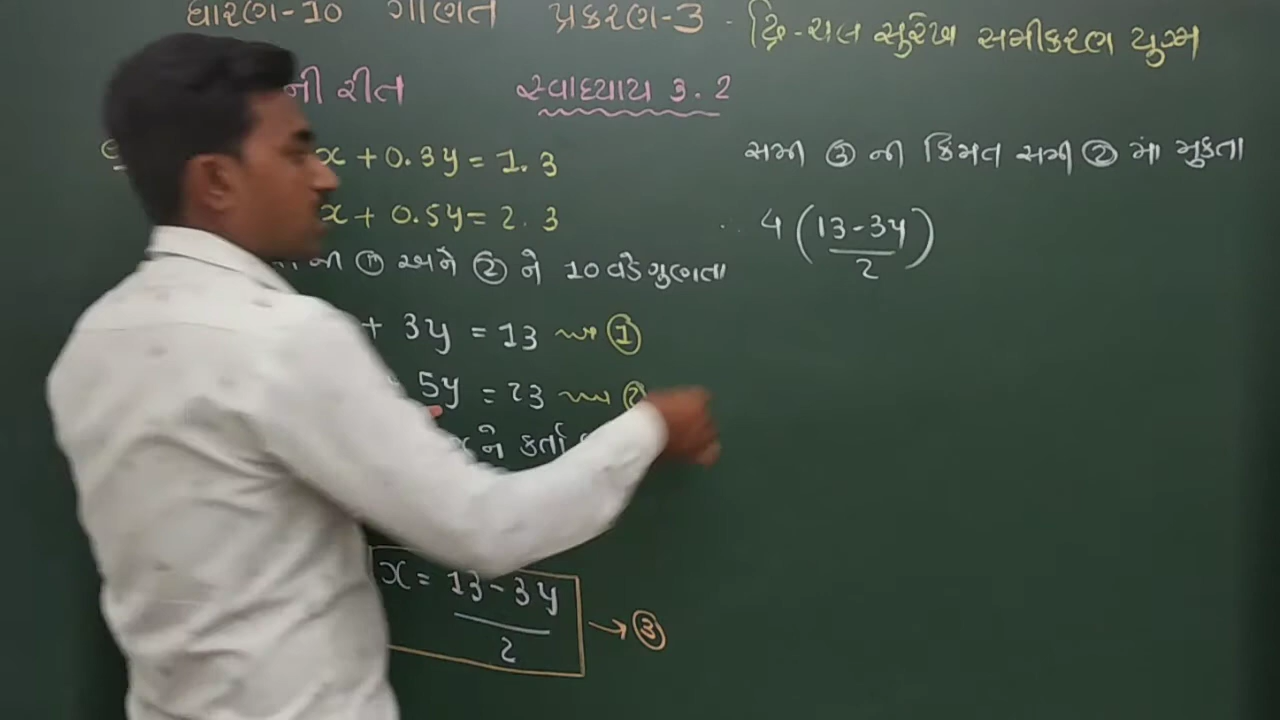 ધારણ-10 ગણિત પ્રકરણ-3 - દ્વિ-ચલ સુરેખ સમીકરણ યુગ્મ
ની રીત સ્વાધ્યાય 3.2
x + 0.3y = 1.3
x + 0.5y = 2.3
① અને ② ને 10 વડે ગુણતા
+ 3y = 13 ①
5y = 23
x ને કર્તા
x = 13-3y / 2 → ③
સમી ③ ની કિંમત સમી ② માં મુકતા
4 (13-3y / 2)